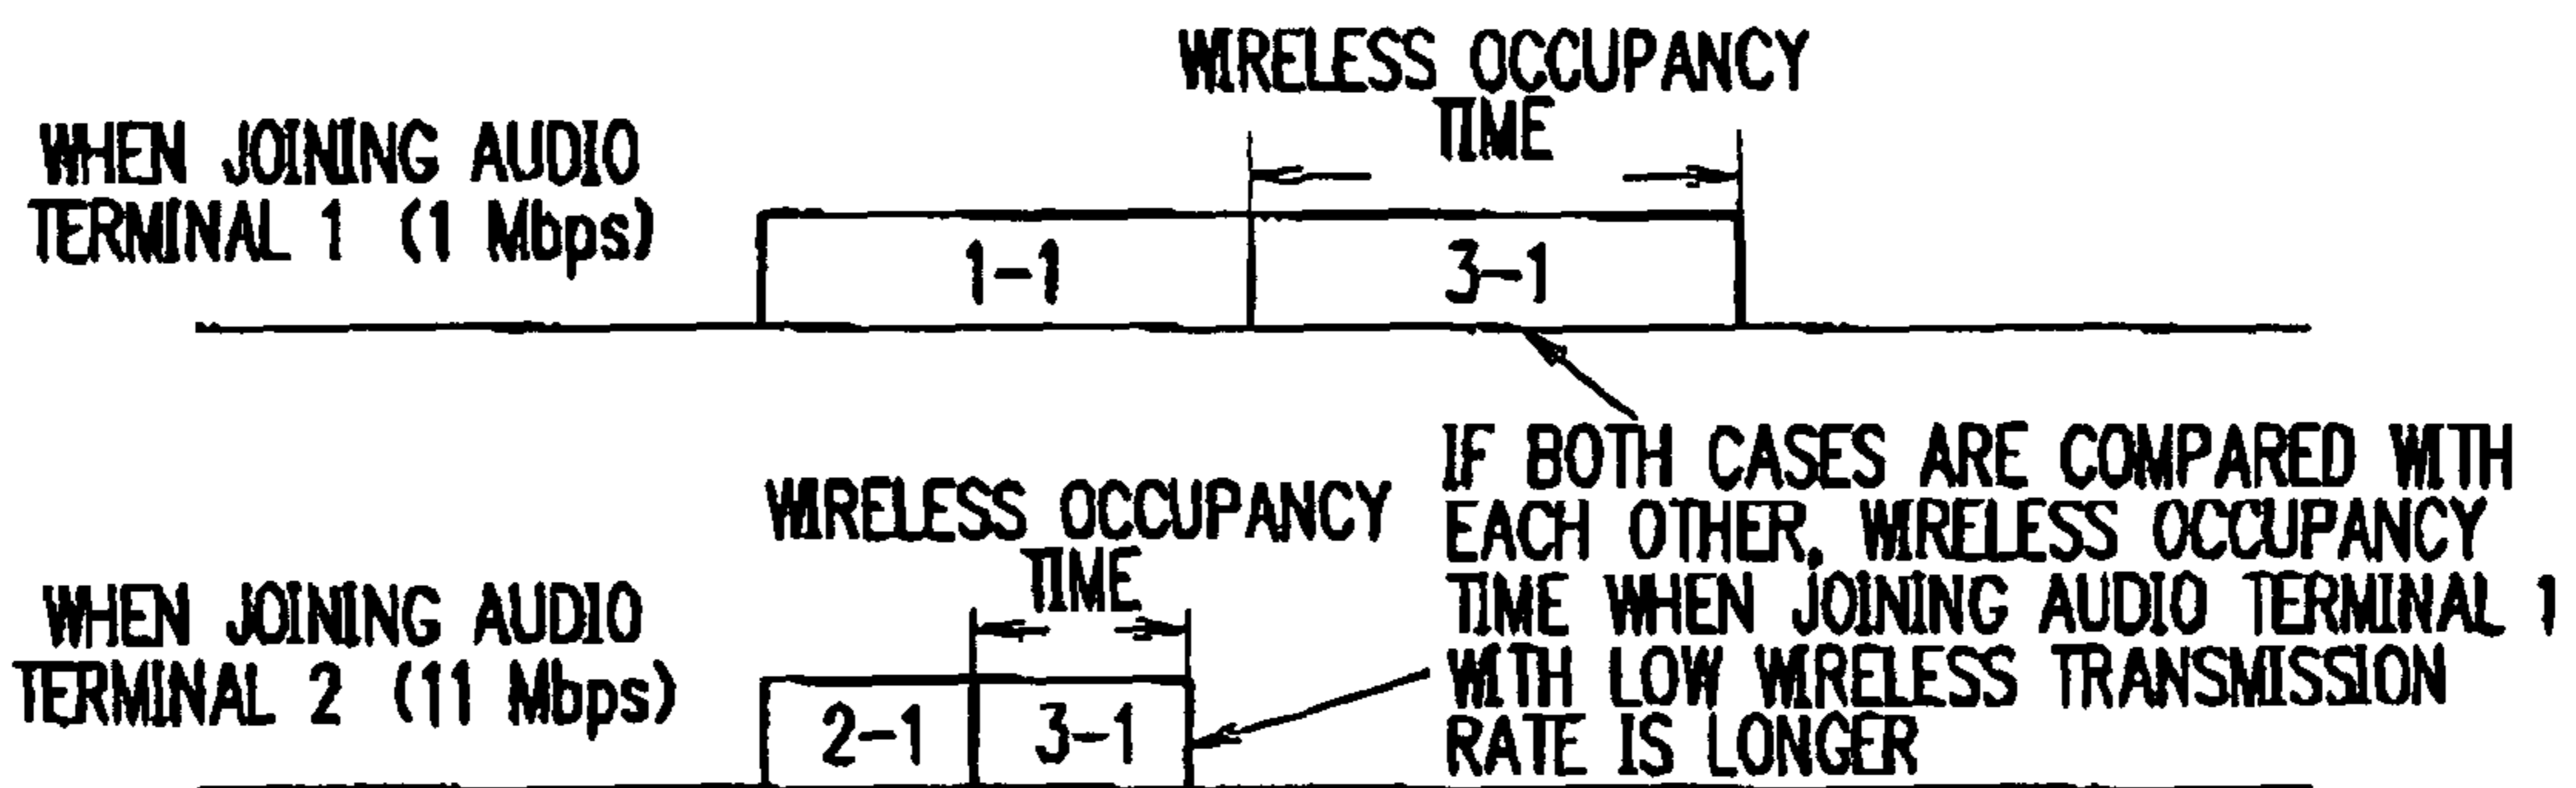 WIRELESS OCCUPANCY
TIME
WHEN JOINING AUDIO
TERMINAL 1 (1 Mbps)
1-1
3-1
IF BOTH CASES ARE COMPARED WITH
EACH OTHER, WIRELESS OCCUPANCY
TIME WHEN JOINING AUDIO TERMINAL 1
WITH LOW WIRELESS TRANSMISSION
RATE IS LONGER
WIRELESS OCCUPANCY
TIME
WHEN JOINING AUDIO
TERMINAL 2 (11 Mbps)
2-1
3-1